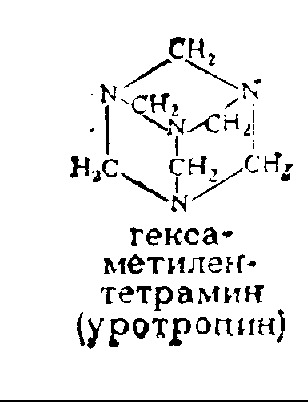 CH₂
N CH₂ N
N CH₂
H₂C CH₂ CH₂
N
гекса-
метилен-
тетрамин
(уротропин)